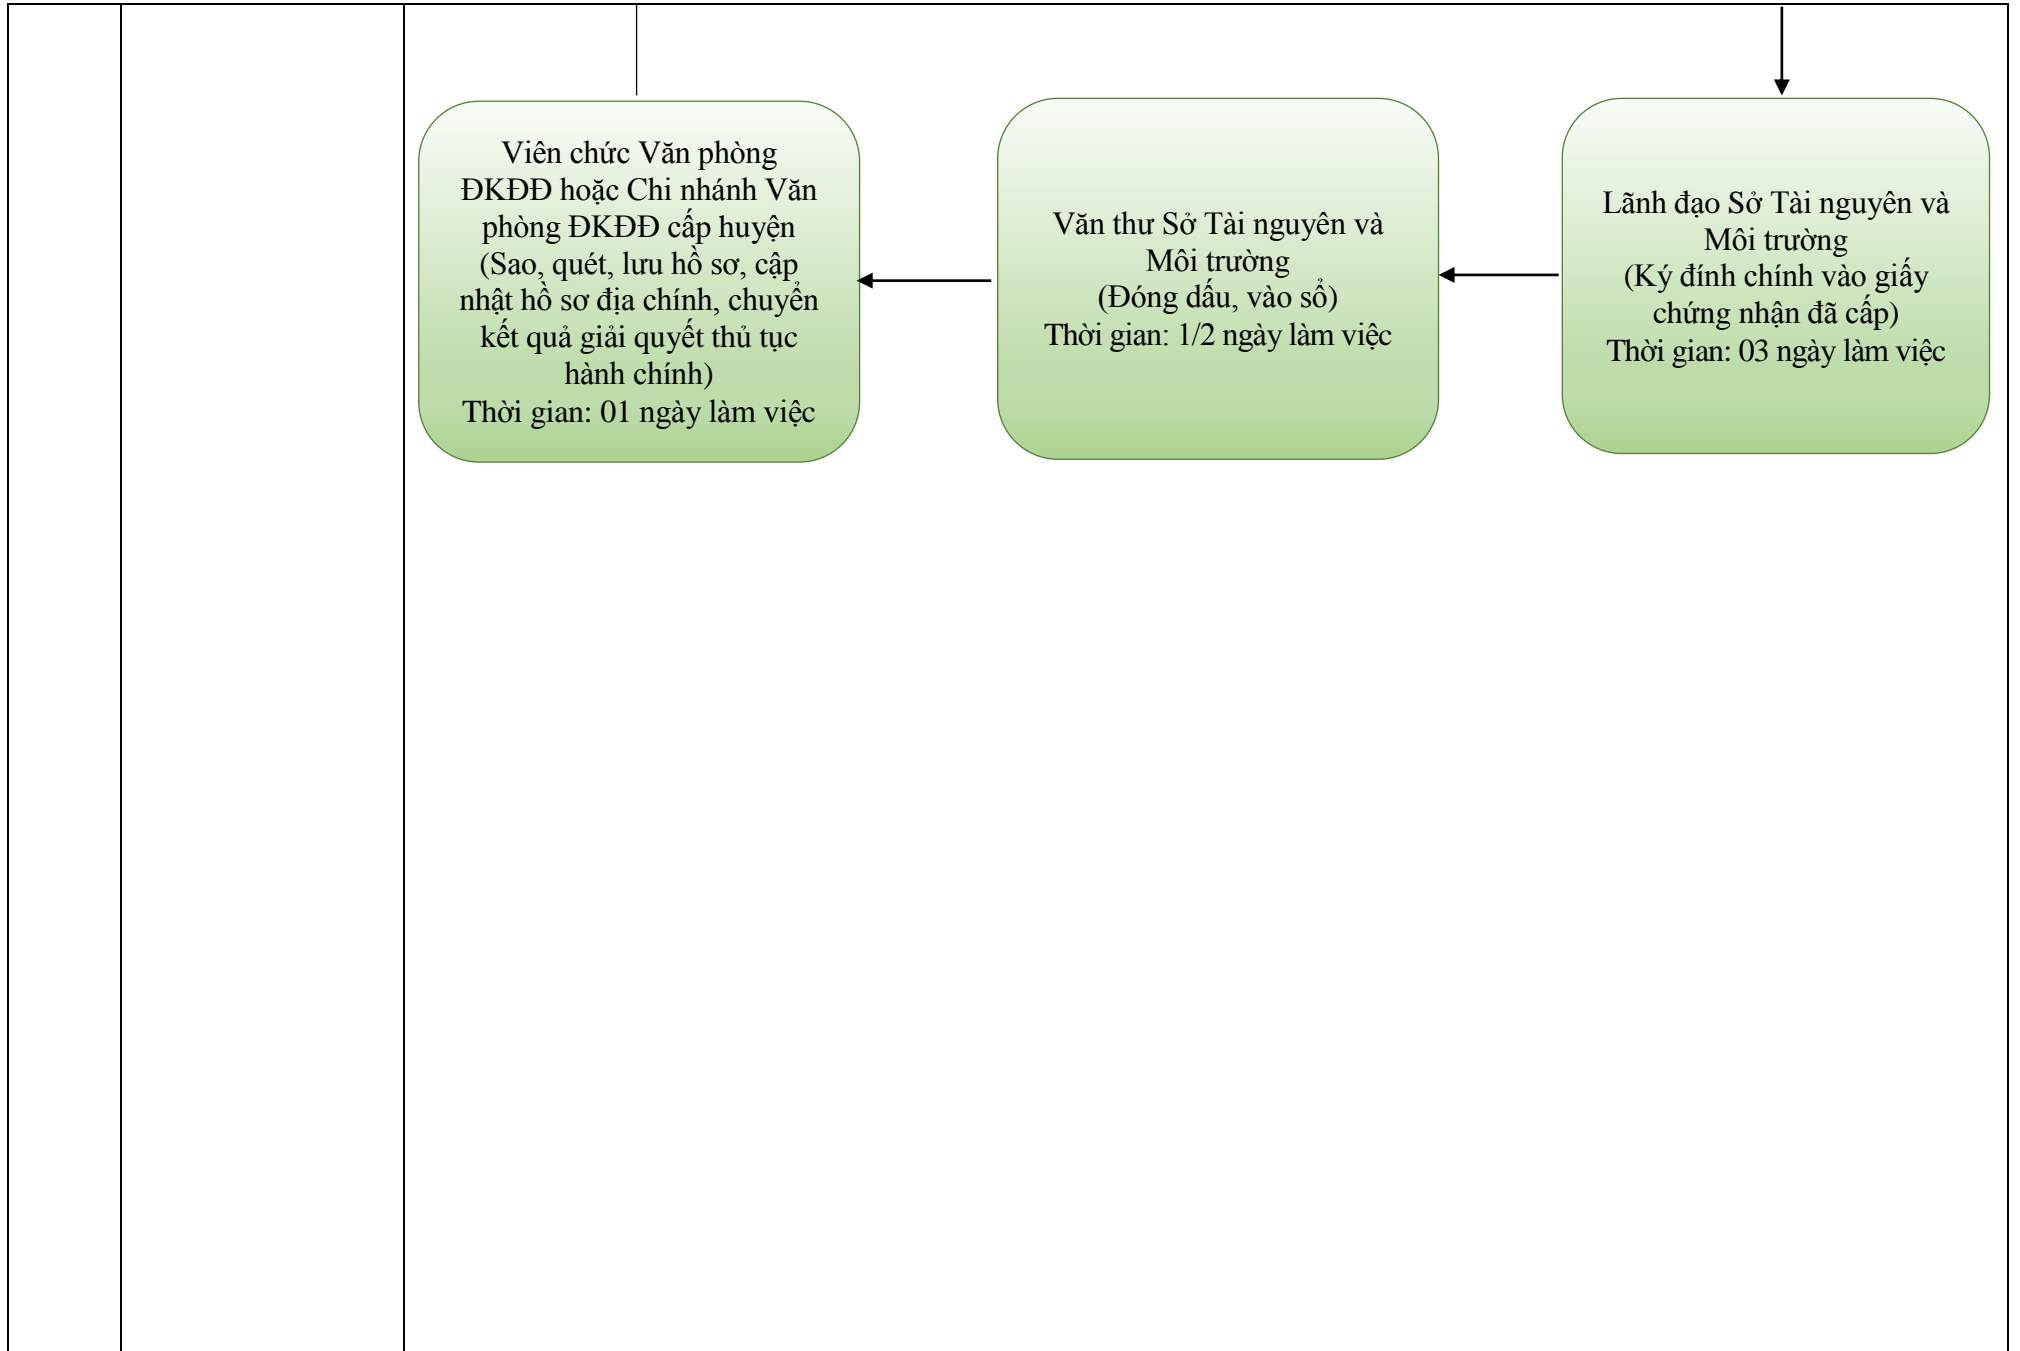 Viên chức Văn phòng
ĐKĐĐ hoặc Chi nhánh Văn
phòng ĐKĐĐ cấp huyện
(Sao, quét, lưu hồ sơ, cập
nhật hồ sơ địa chính, chuyển
kết quả giải quyết thủ tục
hành chính)
Thời gian: 01 ngày làm việc
Văn thư Sở Tài nguyên và
Môi trường
(Đóng dấu, vào sổ)
Thời gian: 1/2 ngày làm việc
Lãnh đạo Sở Tài nguyên và
Môi trường
(Ký đính chính vào giấy
chứng nhận đã cấp)
Thời gian: 03 ngày làm việc